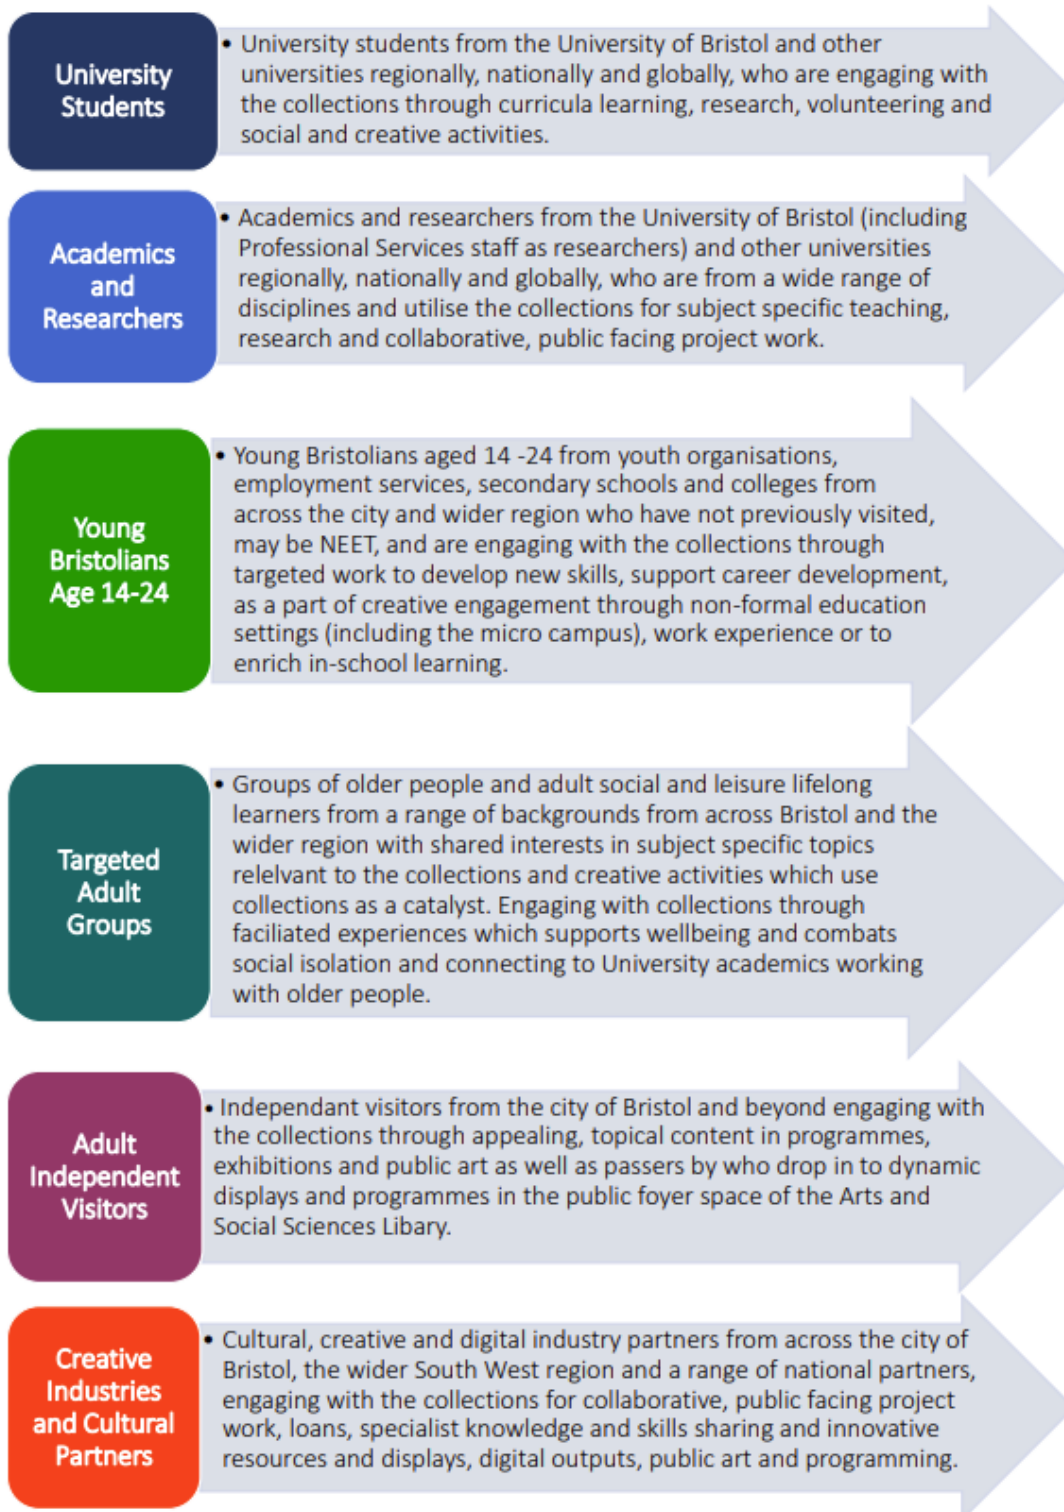 University
Students
• University students from the University of Bristol and other
universities regionally, nationally and globally, who are engaging with
the collections through curricula learning, research, volunteering and
social and creative activities.
Academics
and
Researchers
• Academics and researchers from the University of Bristol (including
Professional Services staff as researchers) and other universities
regionally, nationally and globally, who are from a wide range of
disciplines and utilise the collections for subject specific teaching,
research and collaborative, public facing project work.
Young
Bristolians
Age 14-24
• Young Bristolians aged 14 -24 from youth organisations,
employment services, secondary schools and colleges from
across the city and wider region who have not previously visited,
may be NEET, and are engaging with the collections through
targeted work to develop new skills, support career development,
as a part of creative engagement through non-formal education
settings (including the micro campus), work experience or to
enrich in-school learning.
Targeted
Adult
Groups
• Groups of older people and adult social and leisure lifelong
learners from a range of backgrounds from across Bristol and the
wider region with shared interests in subject specific topics
relelvant to the collections and creative activities which use
collections as a catalyst. Engaging with collections through
faciliated experiences which supports wellbeing and combats
social isolation and connecting to University academics working
with older people.
Adult
Independent
Visitors
• Independant visitors from the city of Bristol and beyond engaging with
the collections through appealing, topical content in programmes,
exhibitions and public art as well as passers by who drop in to dynamic
displays and programmes in the public foyer space of the Arts and
Social Sciences Libary.
Creative
Industries
and Cultural
Partners
• Cultural, creative and digital industry partners from across the city of
Bristol, the wider South West region and a range of national partners,
engaging with the collections for collaborative, public facing project
work, loans, specialist knowledge and skills sharing and innovative
resources and displays, digital outputs, public art and programming.